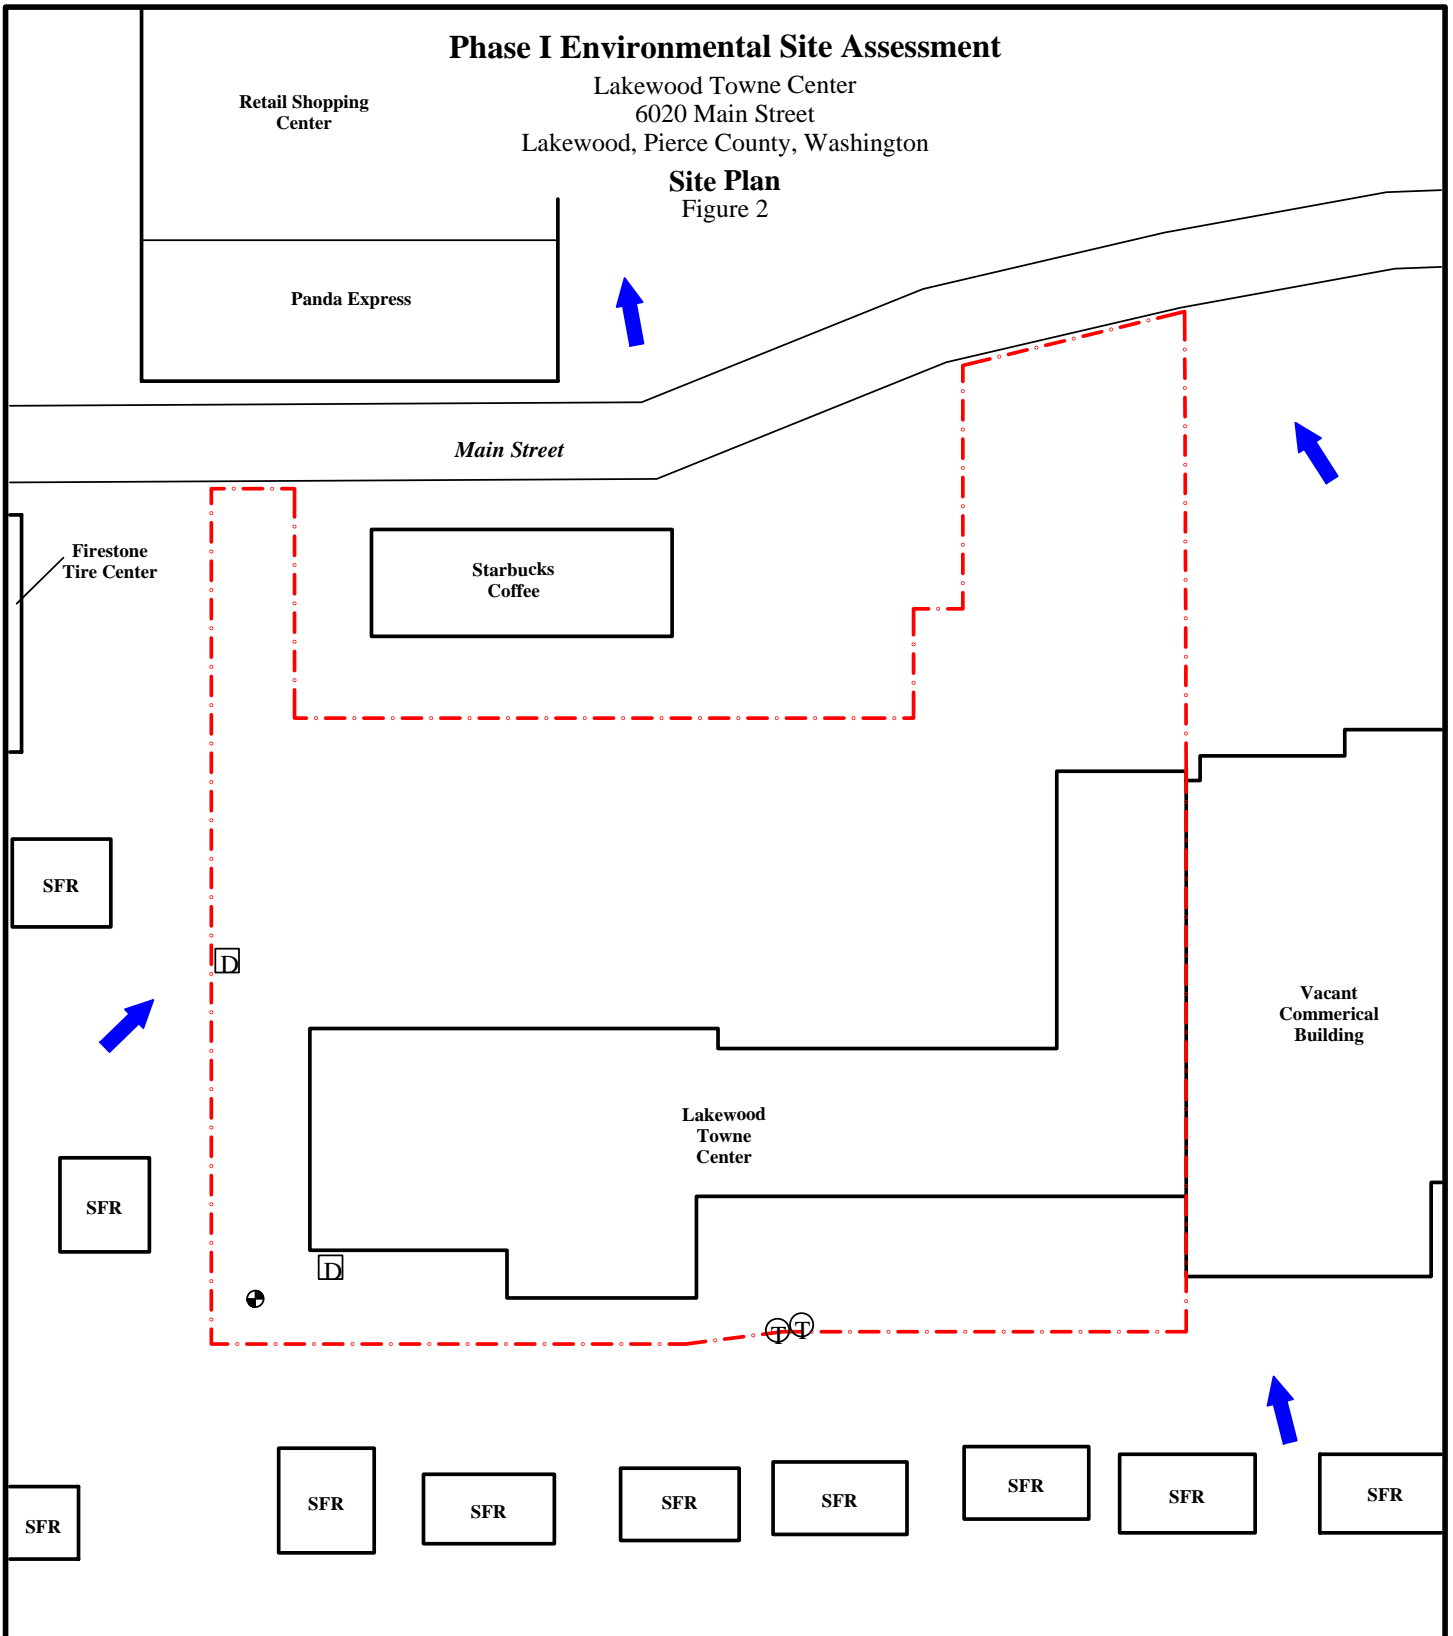 Phase I Environmental Site Assessment
Lakewood Towne Center
6020 Main Street
Lakewood, Pierce County, Washington
Site Plan
Figure 2
Retail Shopping
Center
Panda Express
Main Street
Firestone
Tire Center
Starbucks
Coffee
SFR
D
Vacant
Commerical
Building
Lakewood
Towne
Center
SFR
D
T
T
SFR
SFR
SFR
SFR
SFR
SFR
SFR
SFR